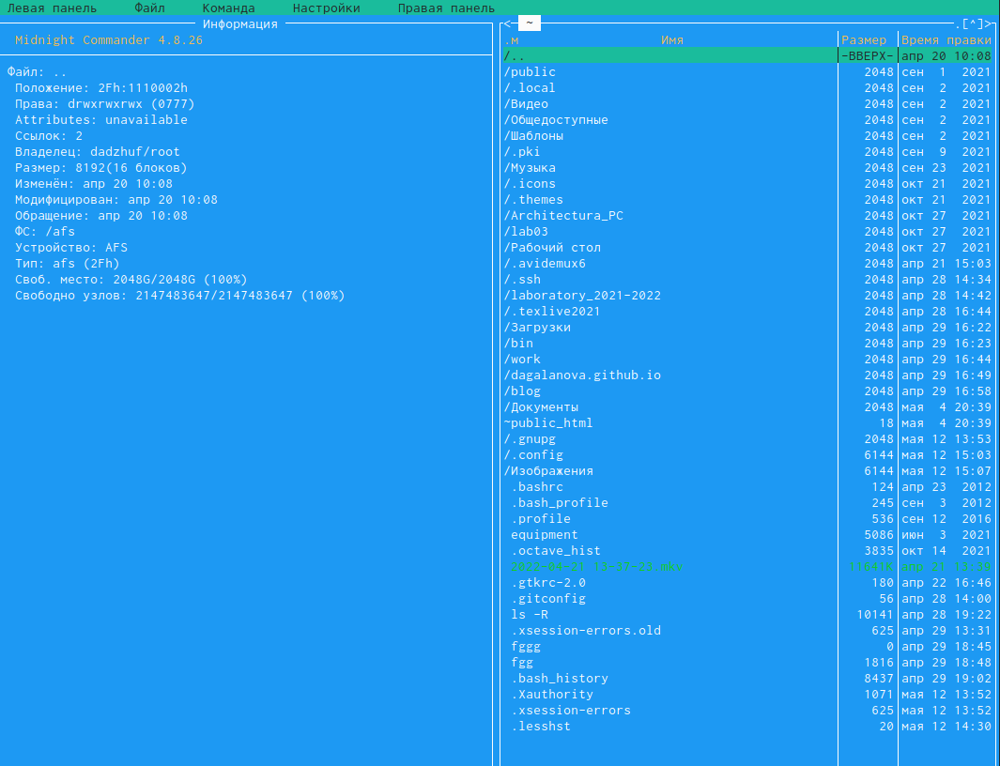 Левая панель     Файл     Команда     Настройки     Правая панель
Информация
Midnight Commander 4.8.26
Файл: ..
Положение: 2Fh:1110002h
Права: drwxrwxrwx (0777)
Attributes: unavailable
Ссылок: 2
Владелец: dadzhuf/root
Размер: 8192(16 блоков)
Изменён: апр 20 10:08
Модифицирован: апр 20 10:08
Обращение: апр 20 10:08
ФС: /afs
Устройство: AFS
Тип: afs (2Fh)
Своб. место: 2048G/2048G (100%)
Свободно узлов: 2147483647/2147483647 (100%)
<- ~ .[^]>
.м Имя Размер Время правки
/.. -ВВЕРХ- апр 20 10:08
/public 2048 сен 1 2021
/.local 2048 сен 2 2021
/Видео 2048 сен 2 2021
/Общедоступные 2048 сен 2 2021
/Шаблоны 2048 сен 2 2021
/.pki 2048 сен 9 2021
/Музыка 2048 сен 23 2021
/.icons 2048 окт 21 2021
/.themes 2048 окт 21 2021
/Architectura_PC 2048 окт 27 2021
/lab03 2048 окт 27 2021
/Рабочий стол 2048 окт 27 2021
/.avidemux6 2048 апр 21 15:03
/.ssh 2048 апр 28 14:34
/laboratory_2021-2022 2048 апр 28 14:42
/.texlive2021 2048 апр 28 16:44
/Загрузки 2048 апр 29 16:22
/bin 2048 апр 29 16:23
/work 2048 апр 29 16:44
/dagalanova.github.io 2048 апр 29 16:49
/blog 2048 апр 29 16:58
/Документы 2048 мая 4 20:39
~public_html 18 мая 4 20:39
/.gnupg 2048 мая 12 13:53
/.config 6144 мая 12 15:03
/Изображения 6144 мая 12 15:07
.bashrc 124 апр 23 2012
.bash_profile 245 сен 3 2012
.profile 536 сен 12 2016
equipment 5086 июн 3 2021
.octave_hist 3835 окт 14 2021
.gtkrc-2.0 180 апр 22 16:46
.gitconfig 56 апр 28 14:00
ls -R 10141 апр 28 19:22
.xsession-errors.old 625 апр 29 13:31
fggg 0 апр 29 18:45
fgg 1816 апр 29 18:48
.bash_history 8437 апр 29 19:02
.Xauthority 1071 мая 12 13:52
.xsession-errors 625 мая 12 13:52
.lesshst 20 мая 12 14:30